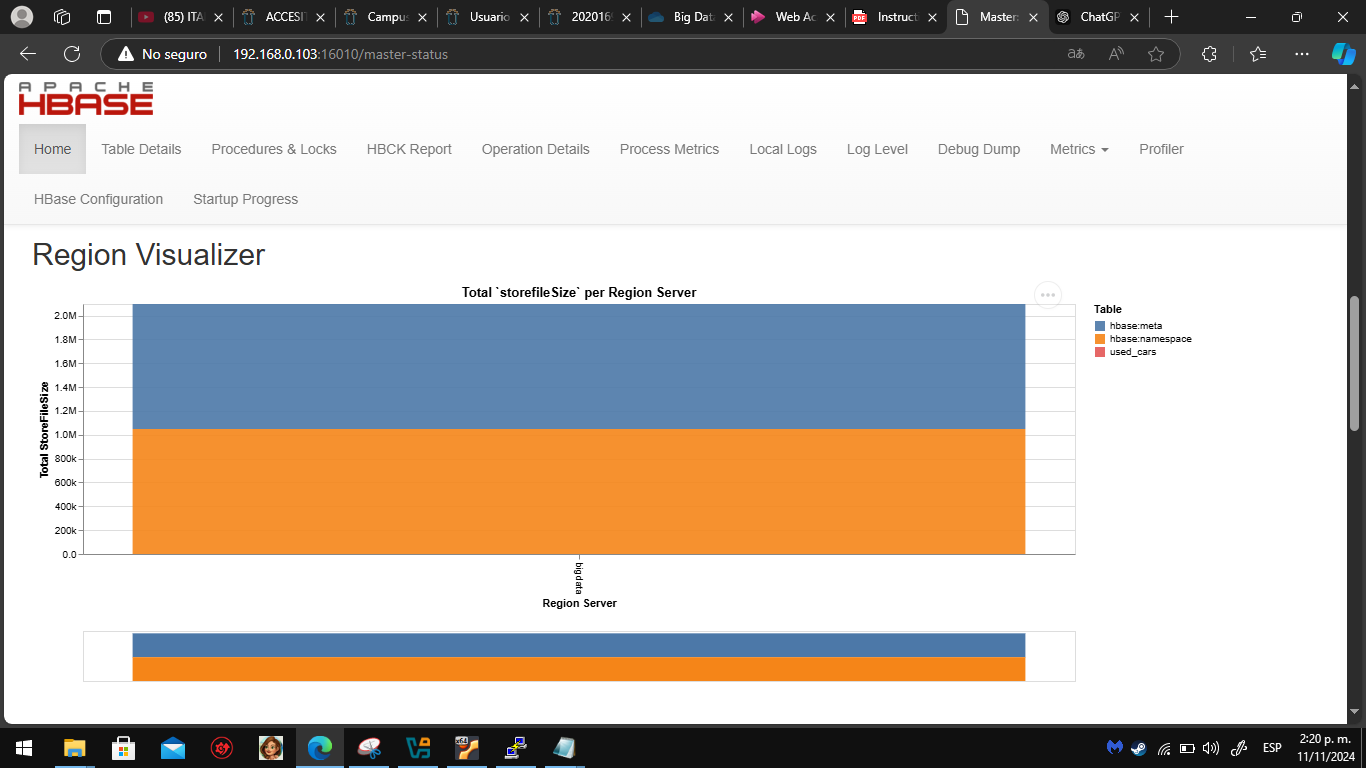 (85) ITA
ACCESI
Campus
Usuario
202016
Big Data
Web Ac
PDF
Instruct
Master:
ChatGP
No seguro
192.168.0.103:16010/master-status
APACHE
HBASE
Home
Table Details
Procedures & Locks
HBCK Report
Operation Details
Process Metrics
Local Logs
Log Level
Debug Dump
Metrics
Profiler
HBase Configuration
Startup Progress
Region Visualizer
Total `storefileSize` per Region Server
Table
hbase:meta
hbase:namespace
used_cars
Total StoreFileSize
2.0M
1.8M
1.6M
1.4M
1.2M
1.0M
800k
600k
400k
200k
0.0
bigdata
Region Server
ESP
2:20 p. m.
11/11/2024